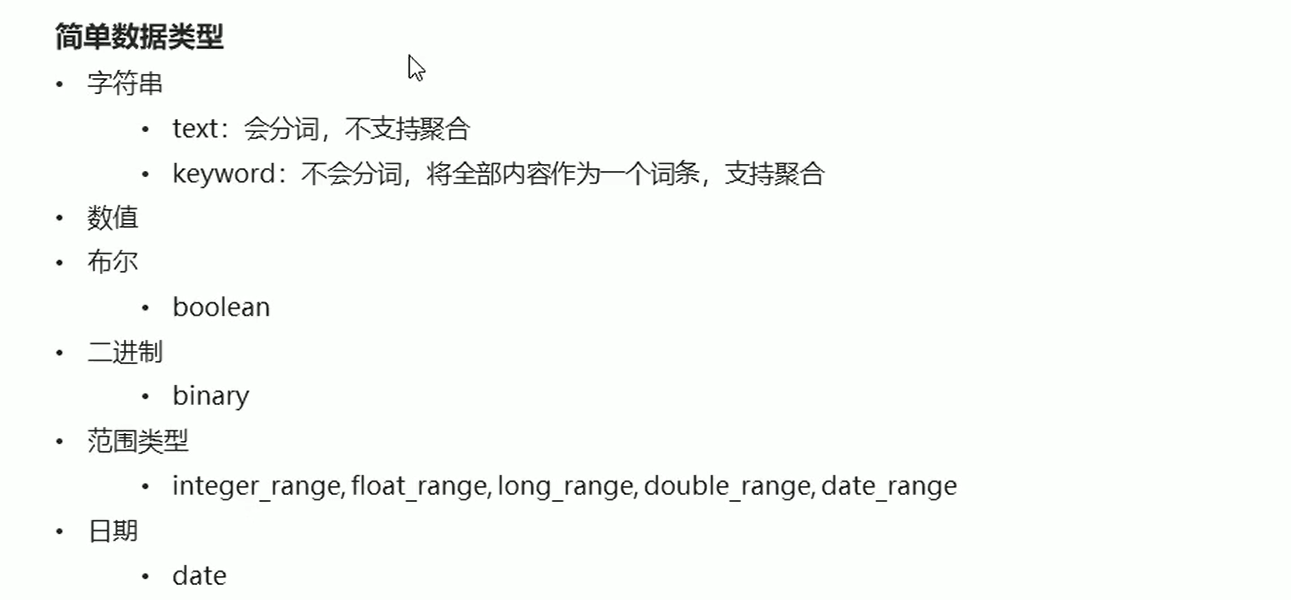 简单数据类型
• 字符串
• text：会分词，不支持聚合
• keyword：不会分词，将全部内容作为一个词条，支持聚合
• 数值
• 布尔
• boolean
• 二进制
• binary
• 范围类型
• integer_range, float_range, long_range, double_range, date_range
• 日期
• date